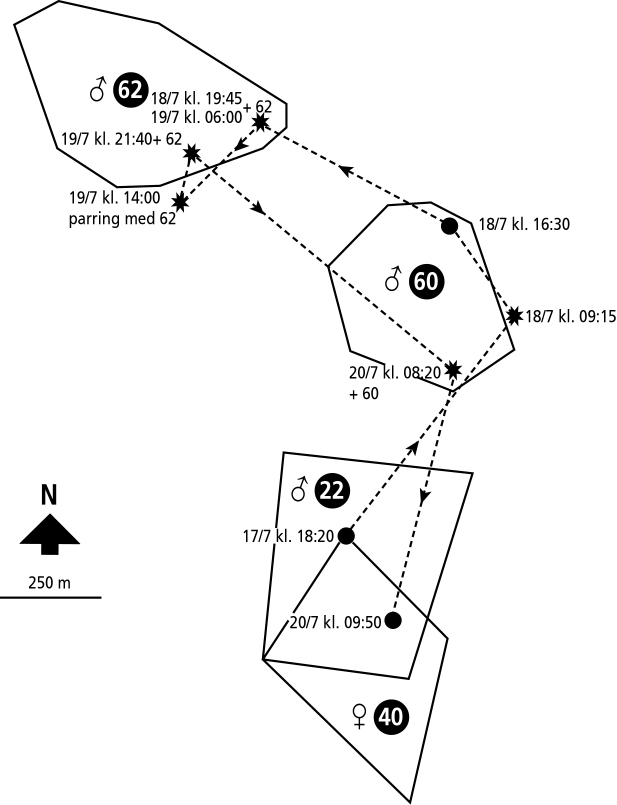 ♂ 62
18/7 kl. 19:45
19/7 kl. 06:00 + 62
19/7 kl. 21:40+ 62
19/7 kl. 14:00
parring med 62
18/7 kl. 16:30
♂ 60
18/7 kl. 09:15
20/7 kl. 08:20
+ 60
♂ 22
N
17/7 kl. 18:20
250 m
20/7 kl. 09:50
♀ 40